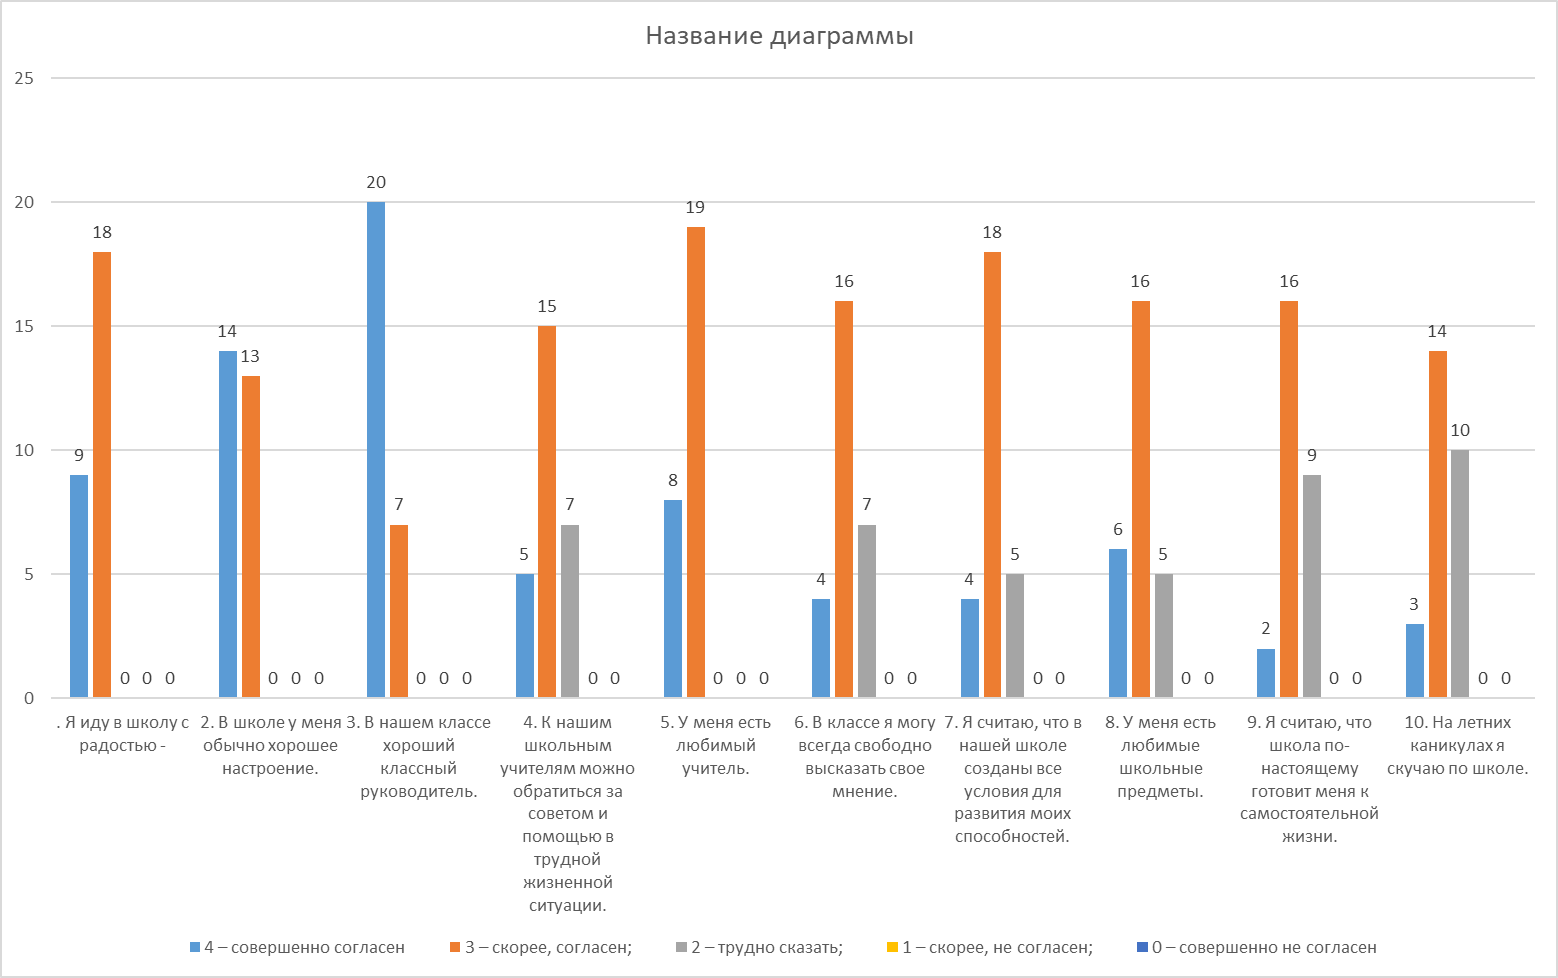 Название диаграммы
25
20
15
10
5
0
9
18
0
0
0
14
13
0
0
0
20
7
0
0
0
5
15
7
0
0
8
19
0
0
0
4
16
7
0
0
4
18
5
0
0
6
16
5
0
0
2
16
9
0
0
3
14
10
0
0
. Я иду в школу с
радостью -
2. В школе у меня
обычно хорошее
настроение.
3. В нашем классе
хороший
классный
руководитель.
4. К нашим
школьным
учителям можно
обратиться за
советом и
помощью в
трудной
жизненной
ситуации.
5. У меня есть
любимый
учитель.
6. В классе я могу
всегда свободно
высказать свое
мнение.
7. Я считаю, что в
нашей школе
созданы все
условия для
развития моих
способностей.
8. У меня есть
любимые
школьные
предметы.
9. Я считаю, что
школа по-
настоящему
готовит меня к
самостоятельной
жизни.
10. На летних
каникулах я
скучаю по школе.
4 – совершенно согласен
3 – скорее, согласен;
2 – трудно сказать;
1 – скорее, не согласен;
0 – совершенно не согласен